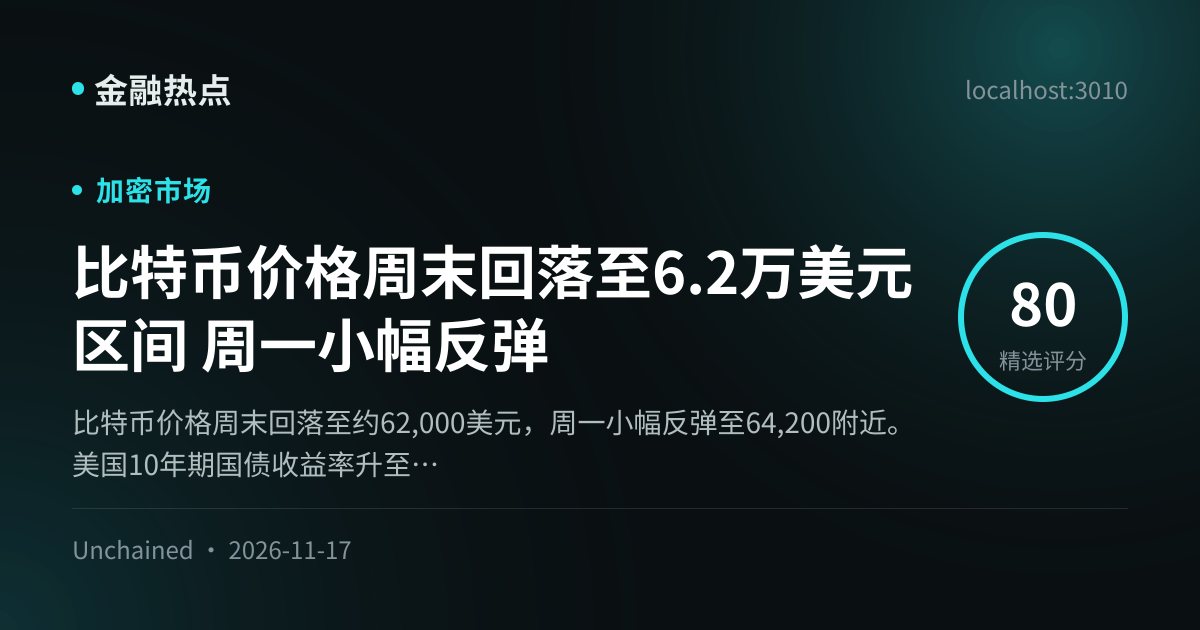 金融热点
localhost:3010
加密市场
比特币价格周末回落至6.2万美元
区间 周一小幅反弹
80
精选评分
比特币价格周末回落至约62,000美元，周一小幅反弹至64,200附近。
美国10年期国债收益率升至…
Unchained · 2026-11-17